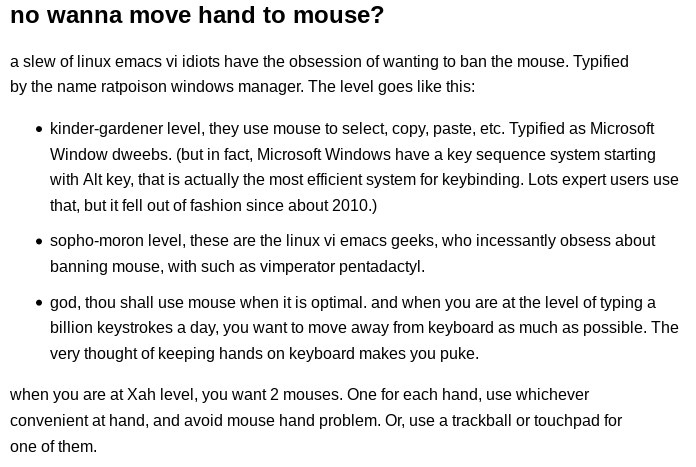 no wanna move hand to mouse?
a slew of linux emacs vi idiots have the obsession of wanting to ban the mouse. Typified
by the name ratpoison windows manager. The level goes like this:
• kinder-gardener level, they use mouse to select, copy, paste, etc. Typified as Microsoft
Window dweebs. (but in fact, Microsoft Windows have a key sequence system starting
with Alt key, that is actually the most efficient system for keybinding. Lots expert users use
that, but it fell out of fashion since about 2010.)
• sopho-moron level, these are the linux vi emacs geeks, who incessantly obsess about
banning mouse, with such as vimperator pentadactyl.
• god, thou shall use mouse when it is optimal. and when you are at the level of typing a
billion keystrokes a day, you want to move away from keyboard as much as possible. The
very thought of keeping hands on keyboard makes you puke.
when you are at Xah level, you want 2 mouses. One for each hand, use whichever
convenient at hand, and avoid mouse hand problem. Or, use a trackball or touchpad for
one of them.